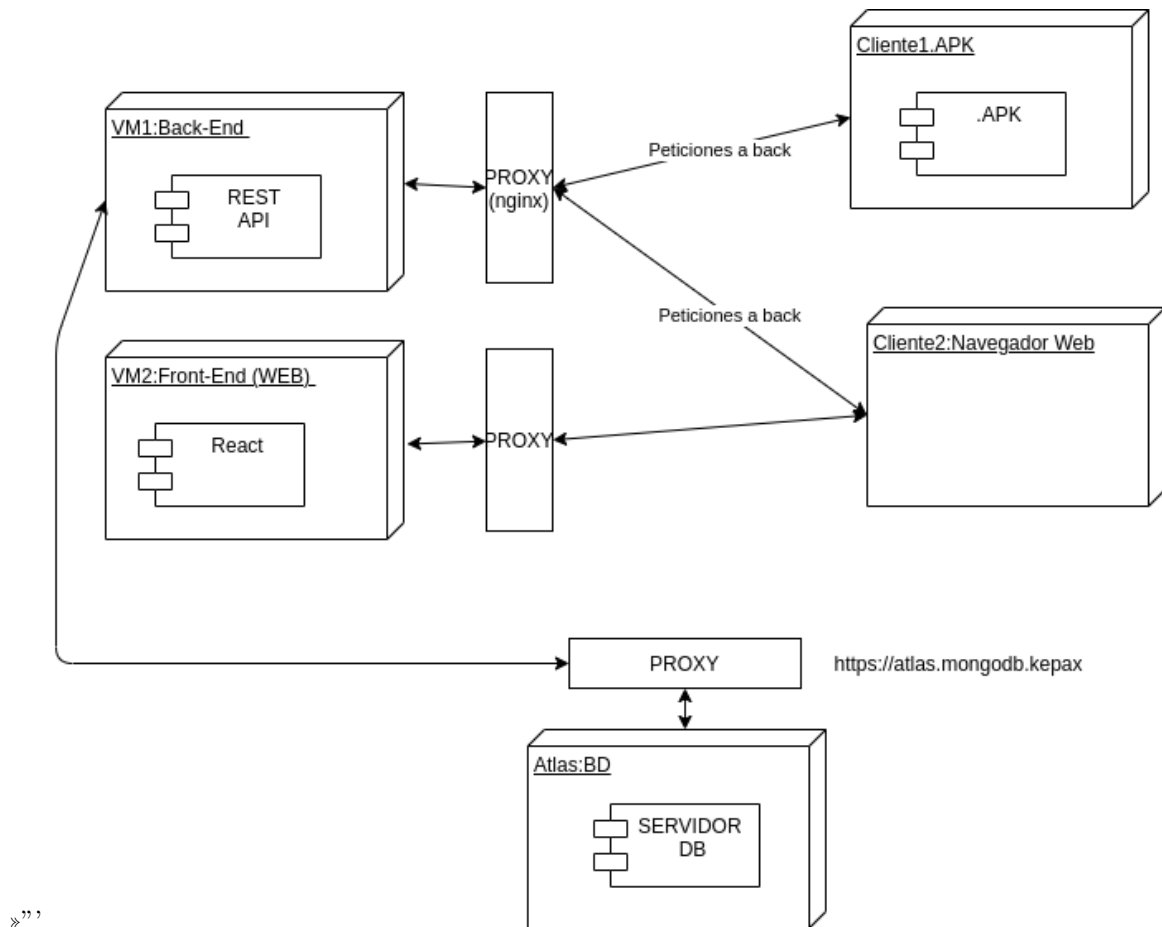 Cliente1.APK
.APK
VM1:Back-End
REST
API
PROXY
(nginx)
Peticiones a back
Peticiones a back
Cliente2:Navegador Web
VM2:Front-End (WEB)
React
PROXY
PROXY
https://atlas.mongodb.kepax
Atlas:BD
SERVIDOR
DB
»”’